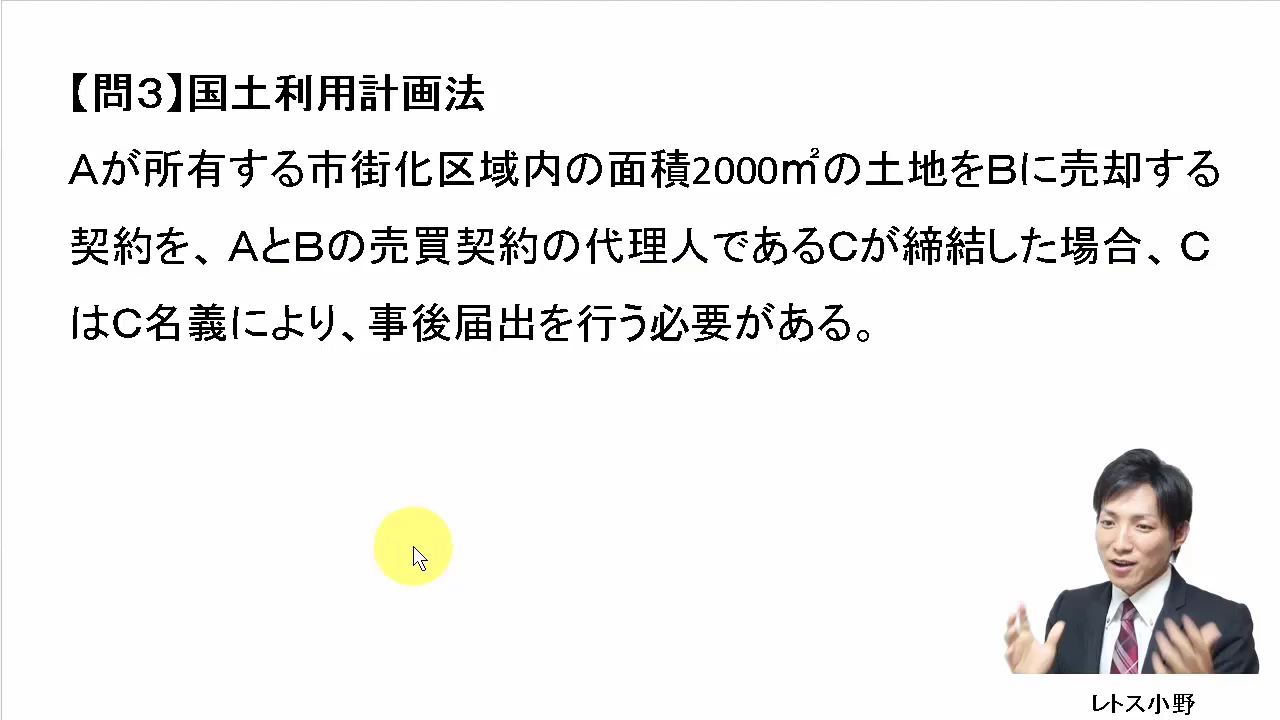 【問３】国土利用計画法
Ａが所有する市街化区域内の面積2000㎡の土地をＢに売却する
契約を、ＡとＢの売買契約の代理人であるＣが締結した場合、Ｃ
はＣ名義により、事後届出を行う必要がある。
レトス小野